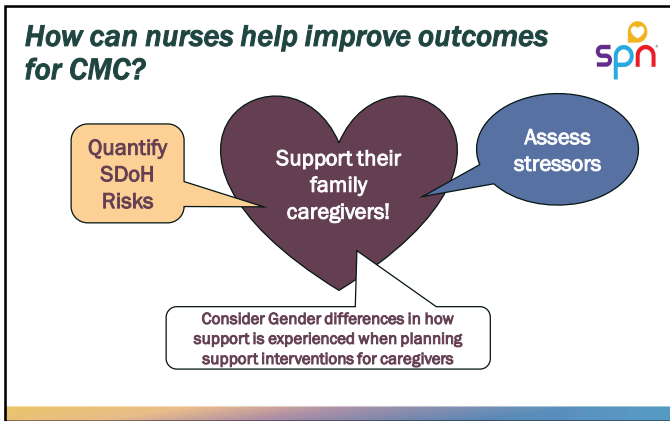 How can nurses help improve outcomes
for CMC?
spn
Quantify
SDoH
Risks
Support their
family
caregivers!
Assess
stressors
Consider Gender differences in how
support is experienced when planning
support interventions for caregivers